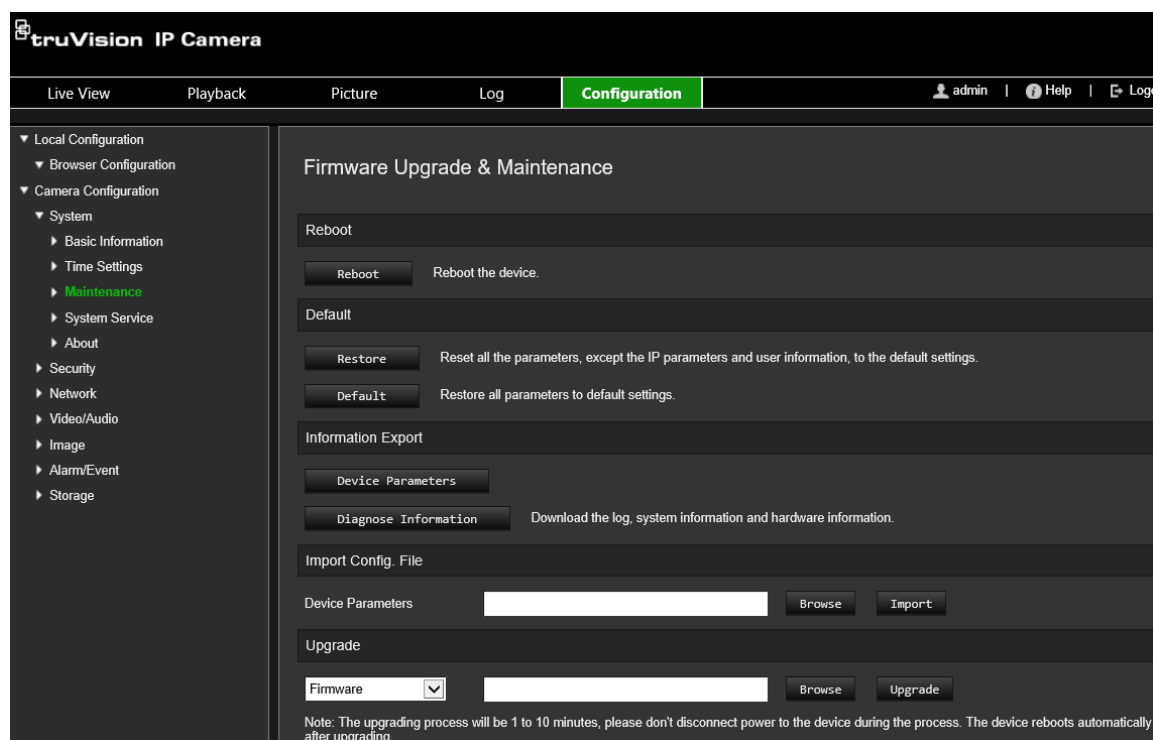 truVision IP Camera
Live View Playback Picture Log Configuration admin | Help |
Local Configuration
Browser Configuration
Camera Configuration
System
Basic Information
Time Settings
Maintenance
System Service
About
Security
Network
Video/Audio
Image
Alarm/Event
Storage
Firmware Upgrade & Maintenance
Reboot
Reboot Reboot the device.
Default
Restore Reset all the parameters, except the IP parameters and user information, to the default settings.
Default Restore all parameters to default settings.
Information Export
Device Parameters
Diagnose Information Download the log, system information and hardware information.
Import Config. File
Device Parameters Browse Import
Upgrade
Firmware Browse Upgrade
Note: The upgrading process will be 1 to 10 minutes, please don't disconnect power to the device during the process. The device reboots automatically
after upgrading